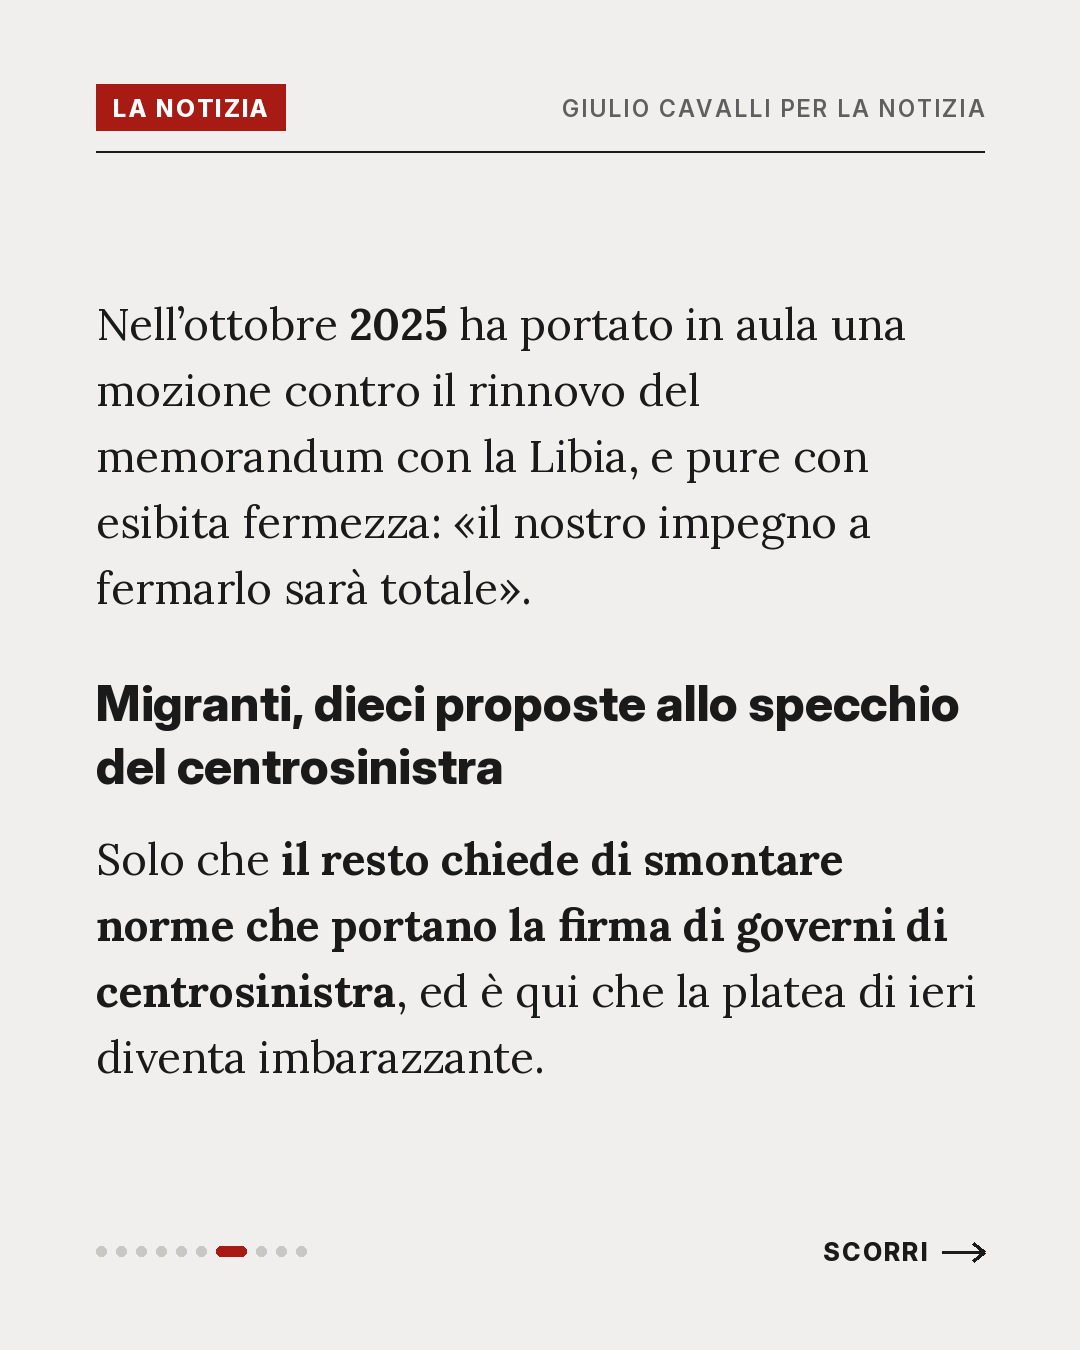 LA NOTIZIA
GIULIO CAVALLI PER LA NOTIZIA
Nell’ottobre 2025 ha portato in aula una
mozione contro il rinnovo del
memorandum con la Libia, e pure con
esibita fermezza: «il nostro impegno a
fermarlo sarà totale».
Migranti, dieci proposte allo specchio
del centrosinistra
Solo che il resto chiede di smontare
norme che portano la firma di governi di
centrosinistra, ed è qui che la platea di ieri
diventa imbarazzante.
SCORRI